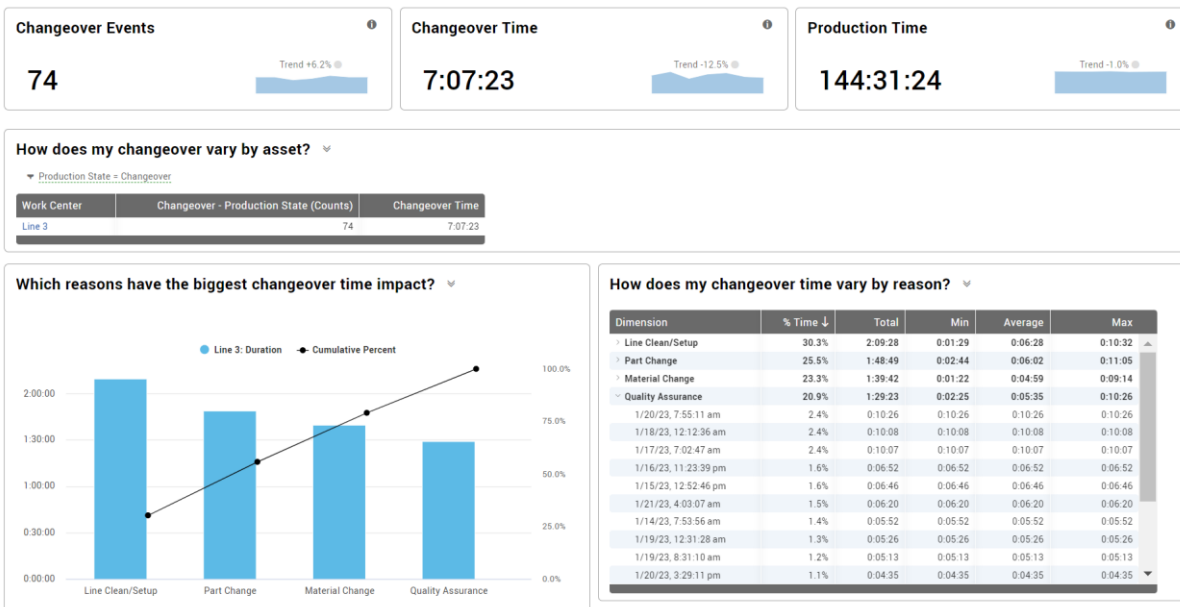 Changeover Events
74
Trend +6.2%
Changeover Time
7:07:23
Trend -12.5%
Production Time
144:31:24
Trend -1.0%
How does my changeover vary by asset?
Production State = Changeover
Work Center Changeover - Production State (Counts) Changeover Time
Line 3 74 7:07:23
Which reasons have the biggest changeover time impact?
Line 3: Duration Cumulative Percent
2:00:00
1:30:00
1:00:00
0:30:00
0:00:00
100.0%
75.0%
50.0%
25.0%
0.0%
Line Clean/Setup Part Change Material Change Quality Assurance
How does my changeover time vary by reason?
Dimension % Time ↓ Total Min Average Max
Line Clean/Setup 30.3% 2:09:28 0:01:29 0:06:28 0:10:32
Part Change 25.5% 1:48:49 0:02:44 0:06:02 0:11:05
Material Change 23.3% 1:39:42 0:01:22 0:04:59 0:09:14
Quality Assurance 20.9% 1:29:23 0:02:25 0:05:35 0:10:26
1/20/23, 7:55:11 am 2.4% 0:10:26 0:10:26 0:10:26 0:10:26
1/18/23, 12:12:36 am 2.4% 0:10:08 0:10:08 0:10:08 0:10:08
1/17/23, 7:02:47 am 2.4% 0:10:07 0:10:07 0:10:07 0:10:07
1/16/23, 11:23:39 pm 1.6% 0:06:52 0:06:52 0:06:52 0:06:52
1/15/23, 12:52:46 pm 1.6% 0:06:46 0:06:46 0:06:46 0:06:46
1/21/23, 4:03:07 am 1.5% 0:06:20 0:06:20 0:06:20 0:06:20
1/14/23, 7:53:56 am 1.4% 0:05:52 0:05:52 0:05:52 0:05:52
1/19/23, 12:31:28 am 1.3% 0:05:26 0:05:26 0:05:26 0:05:26
1/19/23, 8:31:10 am 1.2% 0:05:13 0:05:13 0:05:13 0:05:13
1/20/23, 3:29:11 pm 1.1% 0:04:35 0:04:35 0:04:35 0:04:35